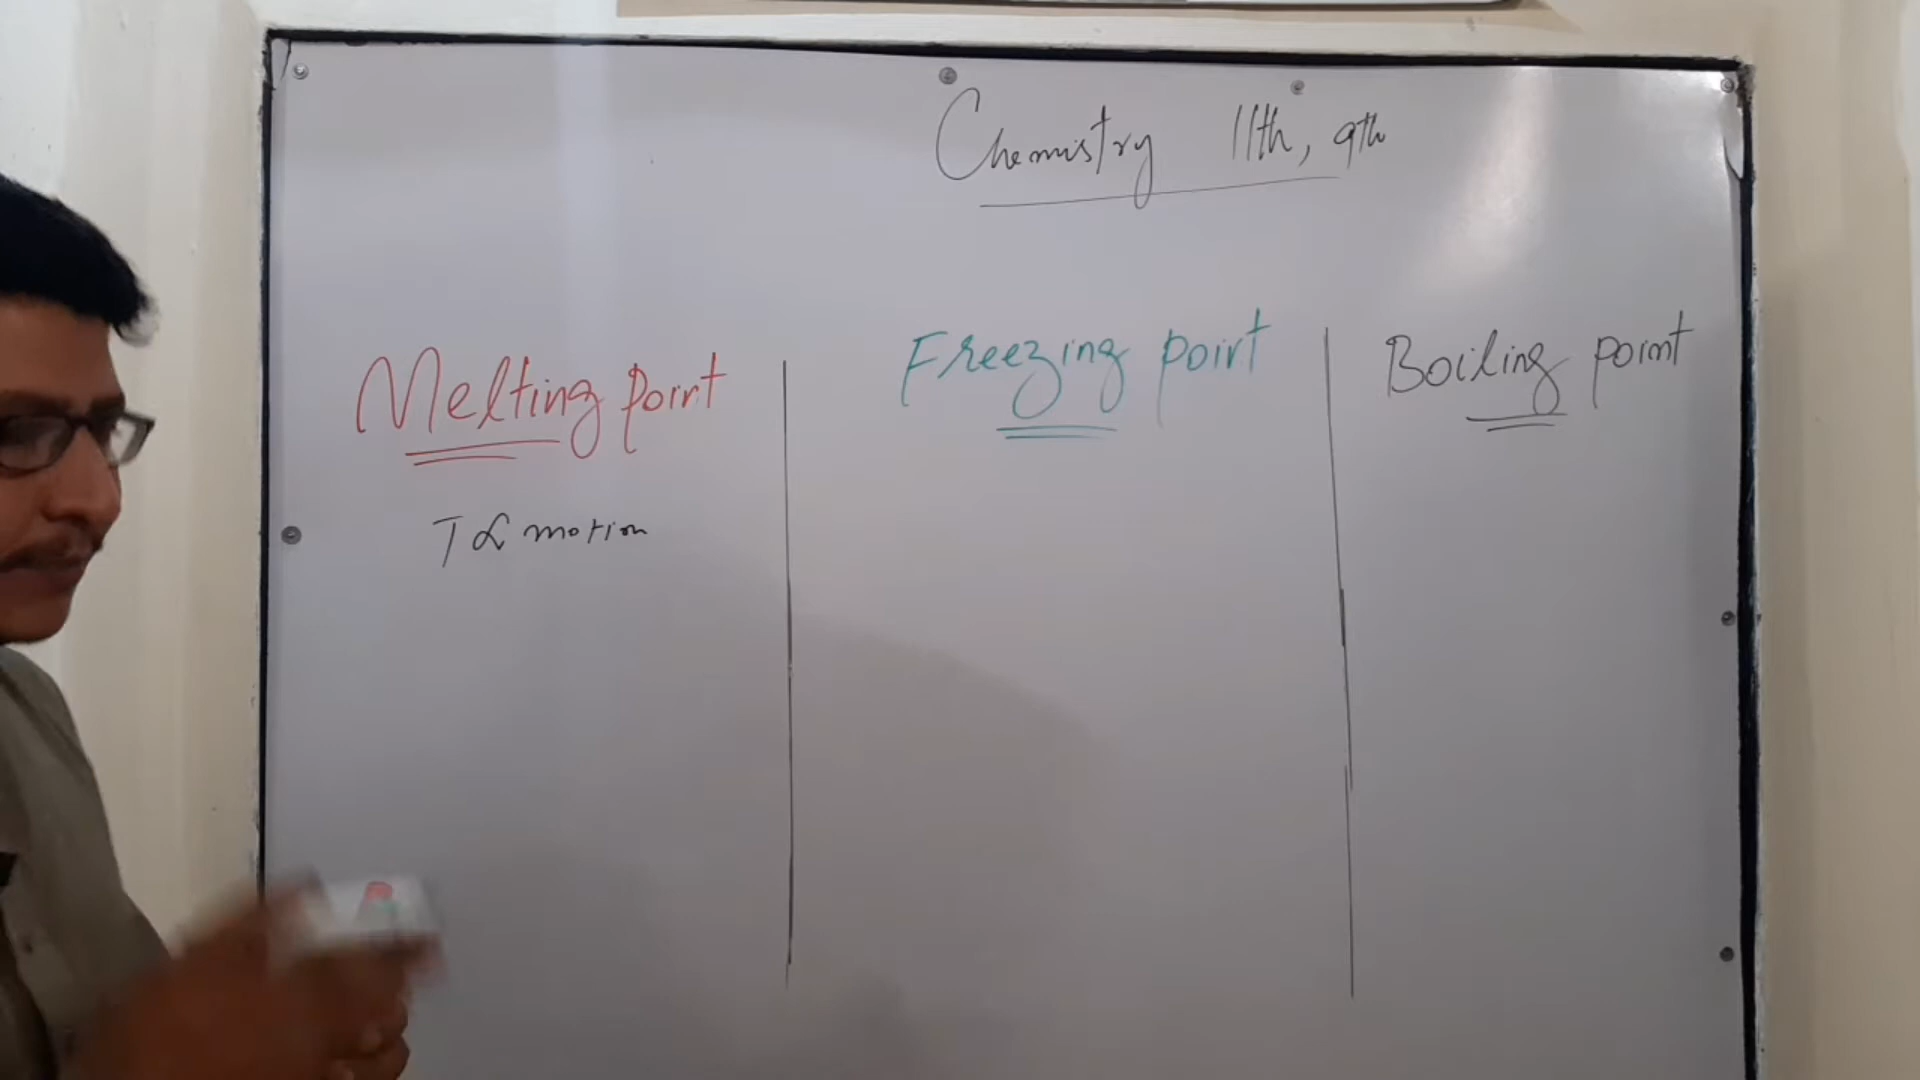 Chemistry 11th, 9th
Melting point
Freezing point
Boiling point
T ∝ motion